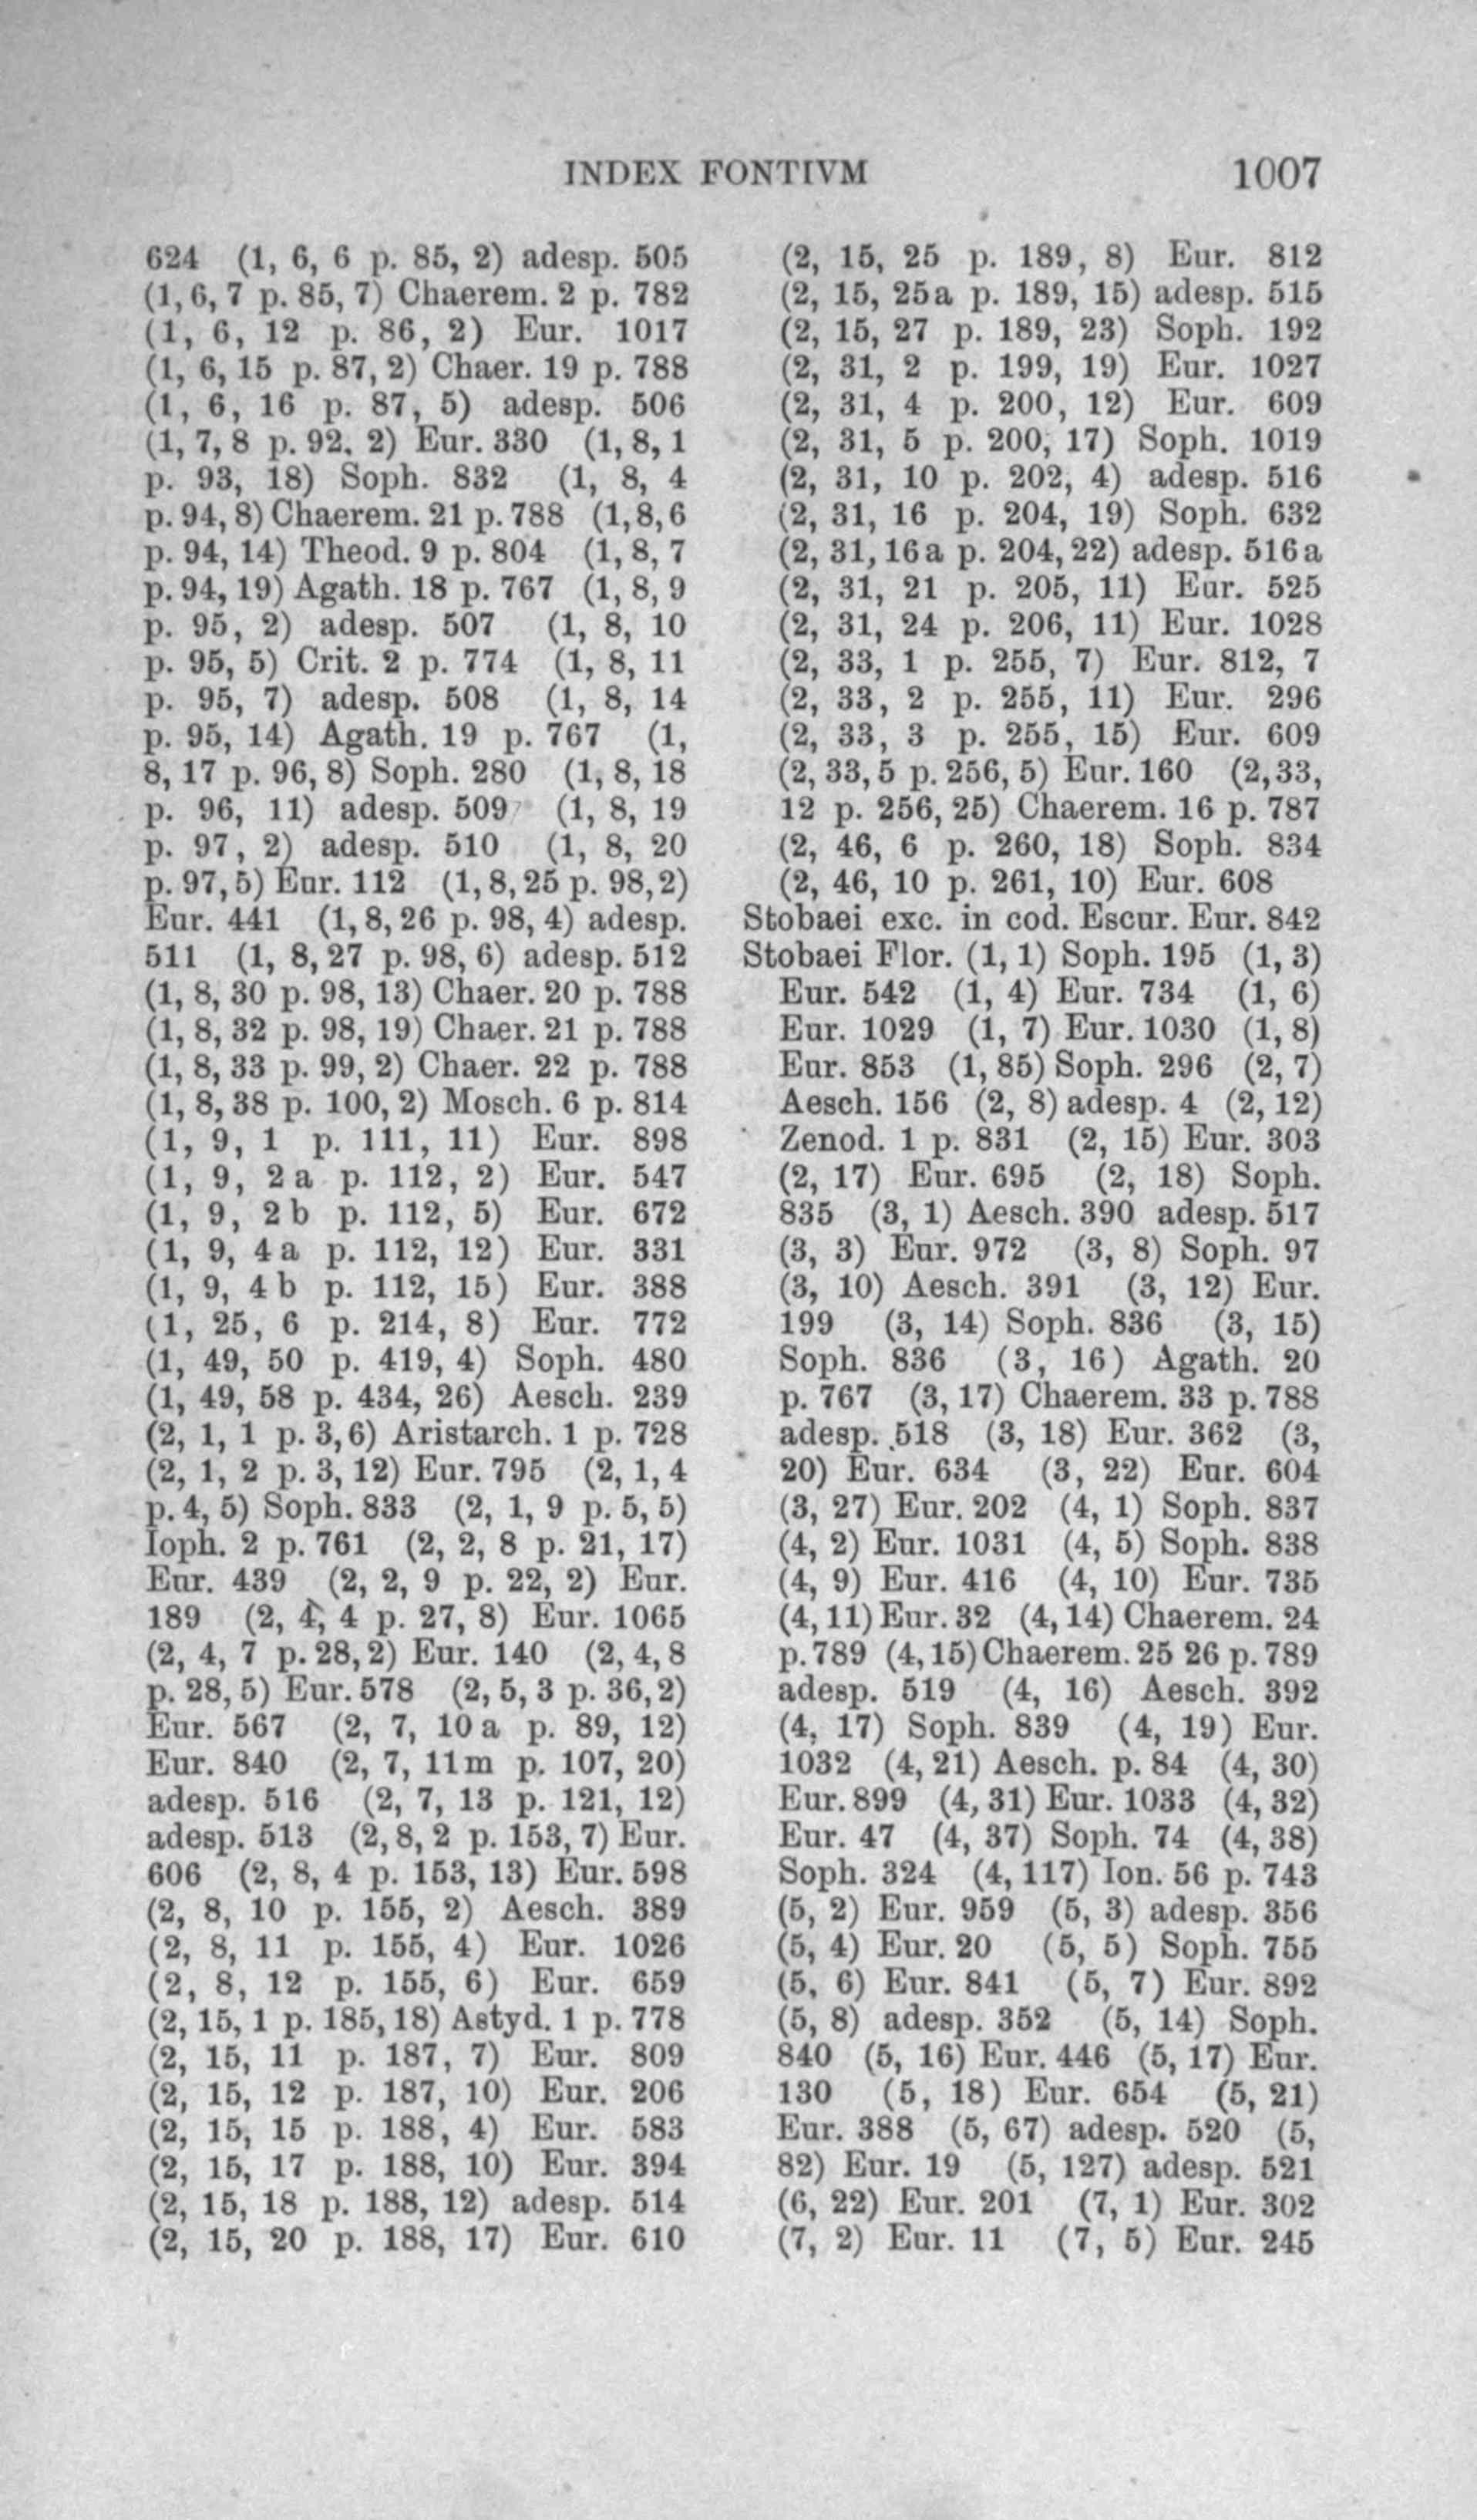 INDEX FONTIVM 1007
624 (1, 6, 6 p. 85, 2) adesp. 505
(1, 6, 7 p. 85, 7) Chaerem. 2 p. 782
(1, 6, 12 p. 86, 2) Eur. 1017
(1, 6, 15 p. 87, 2) Chaer. 19 p. 788
(1, 6, 16 p. 87, 5) adesp. 506
(1, 7, 8 p. 92, 2) Eur. 330 (1, 8, 1
p. 93, 18) Soph. 832 (1, 8, 4
p. 94, 8) Chaerem. 21 p. 788 (1, 8, 6
p. 94, 14) Theod. 9 p. 804 (1, 8, 7
p. 94, 19) Agath. 18 p. 767 (1, 8, 9
p. 95, 2) adesp. 507 (1, 8, 10
p. 95, 5) Crit. 2 p. 774 (1, 8, 11
p. 95, 7) adesp. 508 (1, 8, 14
p. 95, 14) Agath. 19 p. 767 (1,
8, 17 p. 96, 8) Soph. 280 (1, 8, 18
p. 96, 11) adesp. 509 (1, 8, 19
p. 97, 2) adesp. 510 (1, 8, 20
p. 97, 5) Eur. 112 (1, 8, 25 p. 98, 2)
Eur. 441 (1, 8, 26 p. 98, 4) adesp.
511 (1, 8, 27 p. 98, 6) adesp. 512
(1, 8, 30 p. 98, 13) Chaer. 20 p. 788
(1, 8, 32 p. 98, 19) Chaer. 21 p. 788
(1, 8, 33 p. 99, 2) Chaer. 22 p. 788
(1, 8, 38 p. 100, 2) Mosch. 6 p. 814
(1, 9, 1 p. 111, 11) Eur. 898
(1, 9, 2a p. 112, 2) Eur. 547
(1, 9, 2b p. 112, 5) Eur. 672
(1, 9, 4a p. 112, 12) Eur. 331
(1, 9, 4b p. 112, 15) Eur. 388
(1, 25, 6 p. 214, 8) Eur. 772
(1, 49, 50 p. 419, 4) Soph. 480
(1, 49, 58 p. 434, 26) Aesch. 239
(2, 1, 1 p. 3, 6) Aristarch. 1 p. 728
(2, 1, 2 p. 3, 12) Eur. 795 (2, 1, 4
p. 4, 5) Soph. 833 (2, 1, 9 p. 5, 5)
Ioph. 2 p. 761 (2, 2, 8 p. 21, 17)
Eur. 439 (2, 2, 9 p. 22, 2) Eur.
189 (2, 4, 4 p. 27, 8) Eur. 1065
(2, 4, 7 p. 28, 2) Eur. 140 (2, 4, 8
p. 28, 5) Eur. 578 (2, 5, 3 p. 36, 2)
Eur. 567 (2, 7, 10a p. 89, 12)
Eur. 840 (2, 7, 11m p. 107, 20)
adesp. 516 (2, 7, 13 p. 121, 12)
adesp. 513 (2, 8, 2 p. 153, 7) Eur.
606 (2, 8, 4 p. 153, 13) Eur. 598
(2, 8, 10 p. 155, 2) Aesch. 389
(2, 8, 11 p. 155, 4) Eur. 1026
(2, 8, 12 p. 155, 6) Eur. 659
(2, 15, 1 p. 185, 18) Astyd. 1 p. 778
(2, 15, 11 p. 187, 7) Eur. 809
(2, 15, 12 p. 187, 10) Eur. 206
(2, 15, 15 p. 188, 4) Eur. 583
(2, 15, 17 p. 188, 10) Eur. 394
(2, 15, 18 p. 188, 12) adesp. 514
(2, 15, 20 p. 188, 17) Eur. 610
(2, 15, 25 p. 189, 8) Eur. 812
(2, 15, 25a p. 189, 15) adesp. 515
(2, 15, 27 p. 189, 23) Soph. 192
(2, 31, 2 p. 199, 19) Eur. 1027
(2, 31, 4 p. 200, 12) Eur. 609
(2, 31, 5 p. 200, 17) Soph. 1019
(2, 31, 10 p. 202, 4) adesp. 516
(2, 31, 16 p. 204, 19) Soph. 632
(2, 31, 16a p. 204, 22) adesp. 516a
(2, 31, 21 p. 205, 11) Eur. 525
(2, 31, 24 p. 206, 11) Eur. 1028
(2, 33, 1 p. 255, 7) Eur. 812, 7
(2, 33, 2 p. 255, 11) Eur. 296
(2, 33, 3 p. 255, 15) Eur. 609
(2, 33, 5 p. 256, 5) Eur. 160 (2, 33,
12 p. 256, 25) Chaerem. 16 p. 787
(2, 46, 6 p. 260, 18) Soph. 834
(2, 46, 10 p. 261, 10) Eur. 608
Stobaei exc. in cod. Escur. Eur. 842
Stobaei Flor. (1, 1) Soph. 195 (1, 3)
Eur. 542 (1, 4) Eur. 734 (1, 6)
Eur. 1029 (1, 7) Eur. 1030 (1, 8)
Eur. 853 (1, 85) Soph. 296 (2, 7)
Aesch. 156 (2, 8) adesp. 4 (2, 12)
Zenod. 1 p. 831 (2, 15) Eur. 303
(2, 17) Eur. 695 (2, 18) Soph.
835 (3, 1) Aesch. 390 adesp. 517
(3, 3) Eur. 972 (3, 8) Soph. 97
(3, 10) Aesch. 391 (3, 12) Eur.
199 (3, 14) Soph. 836 (3, 15)
Soph. 836 (3, 16) Agath. 20
p. 767 (3, 17) Chaerem. 33 p. 788
adesp. 518 (3, 18) Eur. 362 (3,
20) Eur. 634 (3, 22) Eur. 604
(3, 27) Eur. 202 (4, 1) Soph. 837
(4, 2) Eur. 1031 (4, 5) Soph. 838
(4, 9) Eur. 416 (4, 10) Eur. 735
(4, 11) Eur. 32 (4, 14) Chaerem. 24
p. 789 (4, 15) Chaerem. 25 26 p. 789
adesp. 519 (4, 16) Aesch. 392
(4, 17) Soph. 839 (4, 19) Eur.
1032 (4, 21) Aesch. p. 84 (4, 30)
Eur. 899 (4, 31) Eur. 1033 (4, 32)
Eur. 47 (4, 37) Soph. 74 (4, 38)
Soph. 324 (4, 117) Ion. 56 p. 743
(5, 2) Eur. 959 (5, 3) adesp. 356
(5, 4) Eur. 20 (5, 5) Soph. 755
(5, 6) Eur. 841 (5, 7) Eur. 892
(5, 8) adesp. 352 (5, 14) Soph.
840 (5, 16) Eur. 446 (5, 17) Eur.
130 (5, 18) Eur. 654 (5, 21)
Eur. 388 (5, 67) adesp. 520 (5,
82) Eur. 19 (5, 127) adesp. 521
(6, 22) Eur. 201 (7, 1) Eur. 302
(7, 2) Eur. 11 (7, 5) Eur. 245